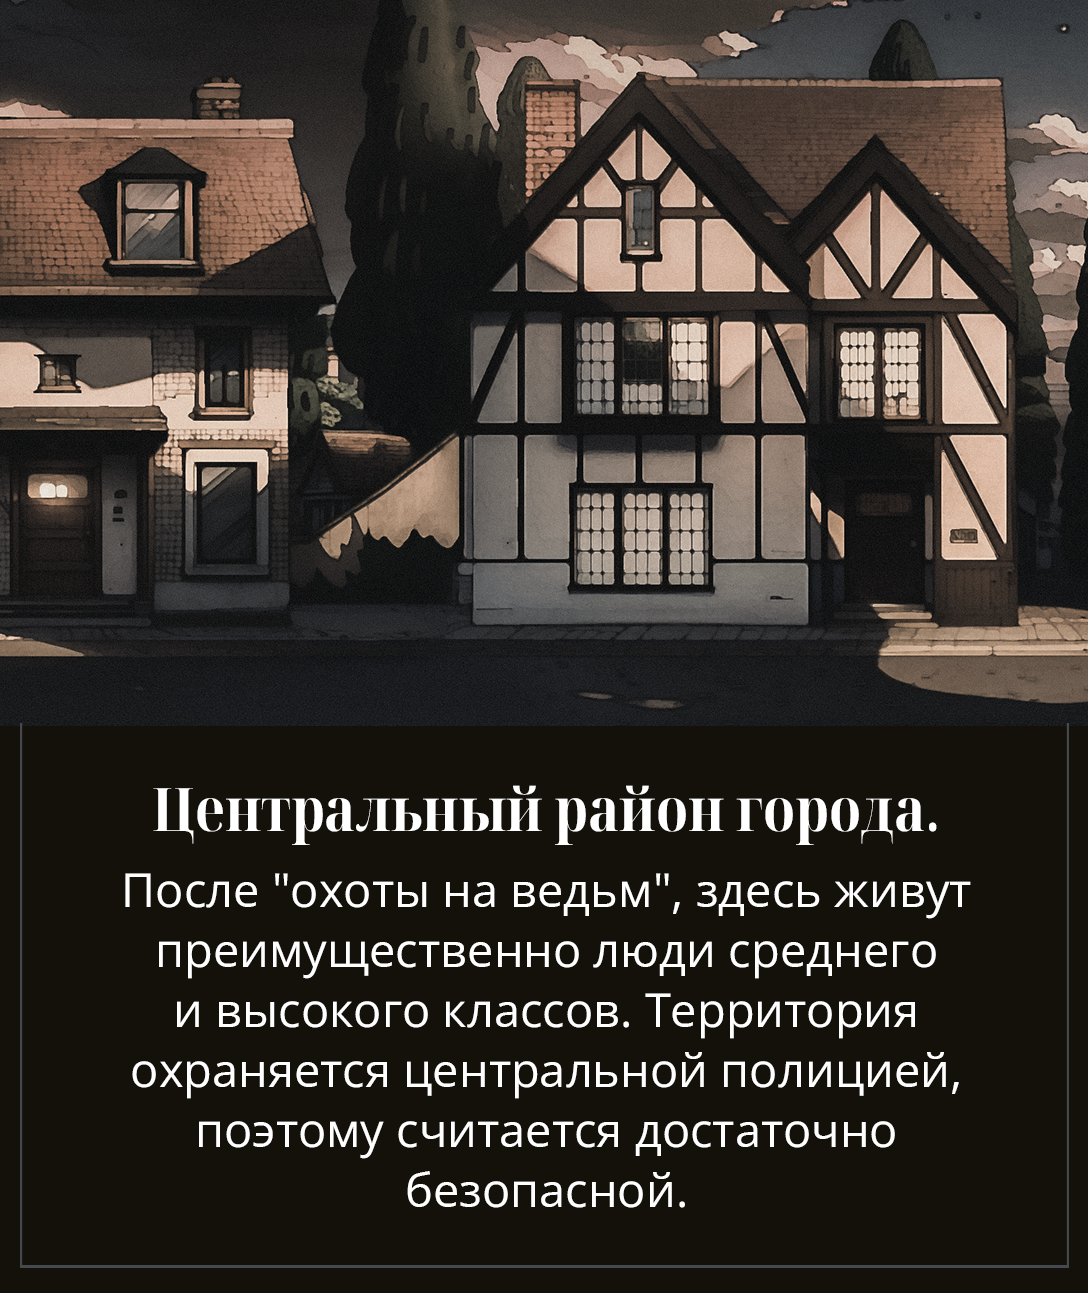 Центральный район города.
После "охоты на ведьм", здесь живут
преимущественно люди среднего
и высокого классов. Территория
охраняется центральной полицией,
поэтому считается достаточно
безопасной.